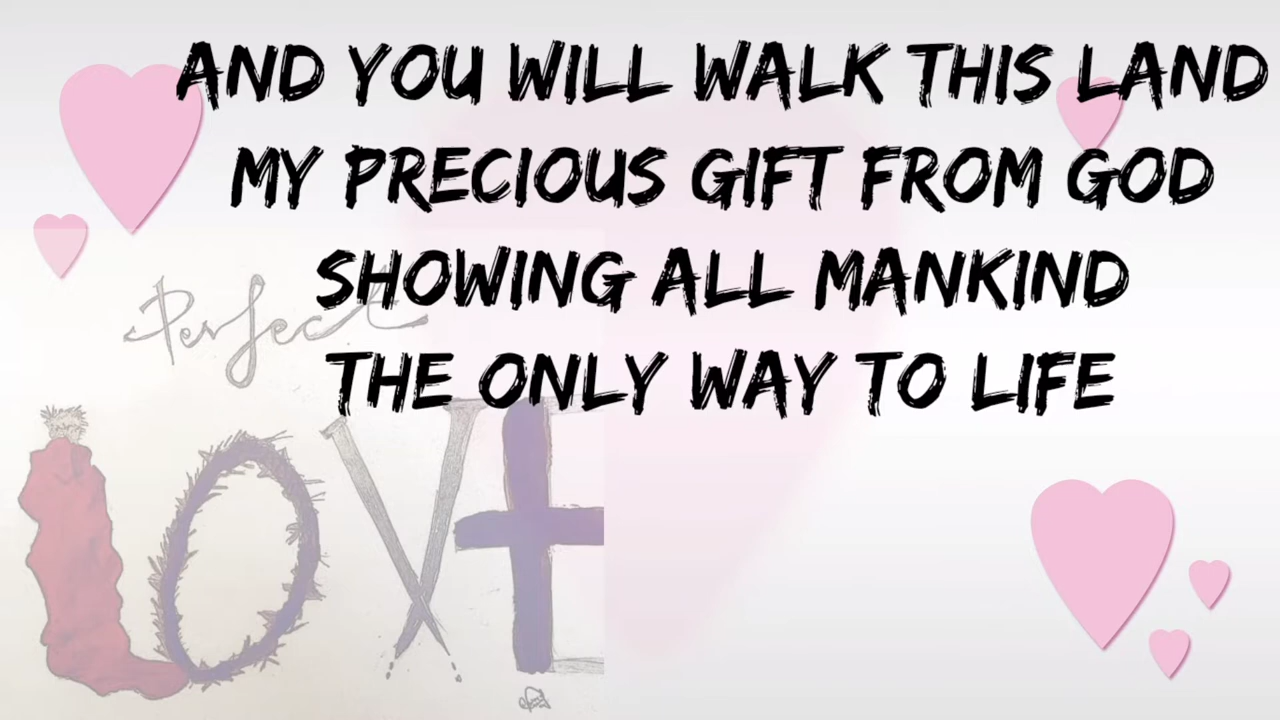 AND YOU WILL WALK THIS LAND
MY PRECIOUS GIFT FROM GOD
SHOWING ALL MANKIND
THE ONLY WAY TO LIFE
Perfect
LOVE